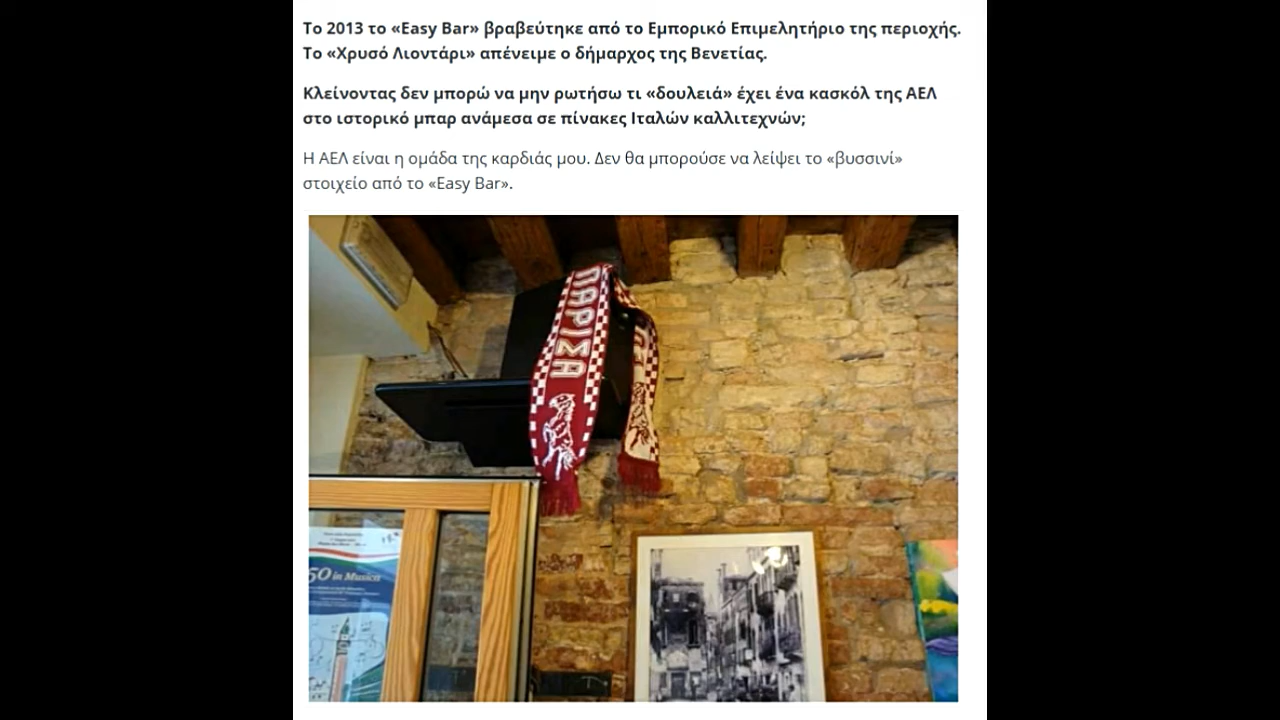 Το 2013 το «Easy Bar» βραβεύτηκε από το Εμπορικό Επιμελητήριο της περιοχής.
Το «Χρυσό Λιοντάρι» απένειμε ο δήμαρχος της Βενετίας.
Κλείνοντας δεν μπορώ να μην ρωτήσω τι «δουλειά» έχει ένα κασκόλ της ΑΕΛ
στο ιστορικό μπαρ ανάμεσα σε πίνακες Ιταλών καλλιτεχνών;
Η ΑΕΛ είναι η ομάδα της καρδιάς μου. Δεν θα μπορούσε να λείψει το «βυσσινί»
στοιχείο από το «Easy Bar».
ΠΑΡΙΣΑ
50 in Musica